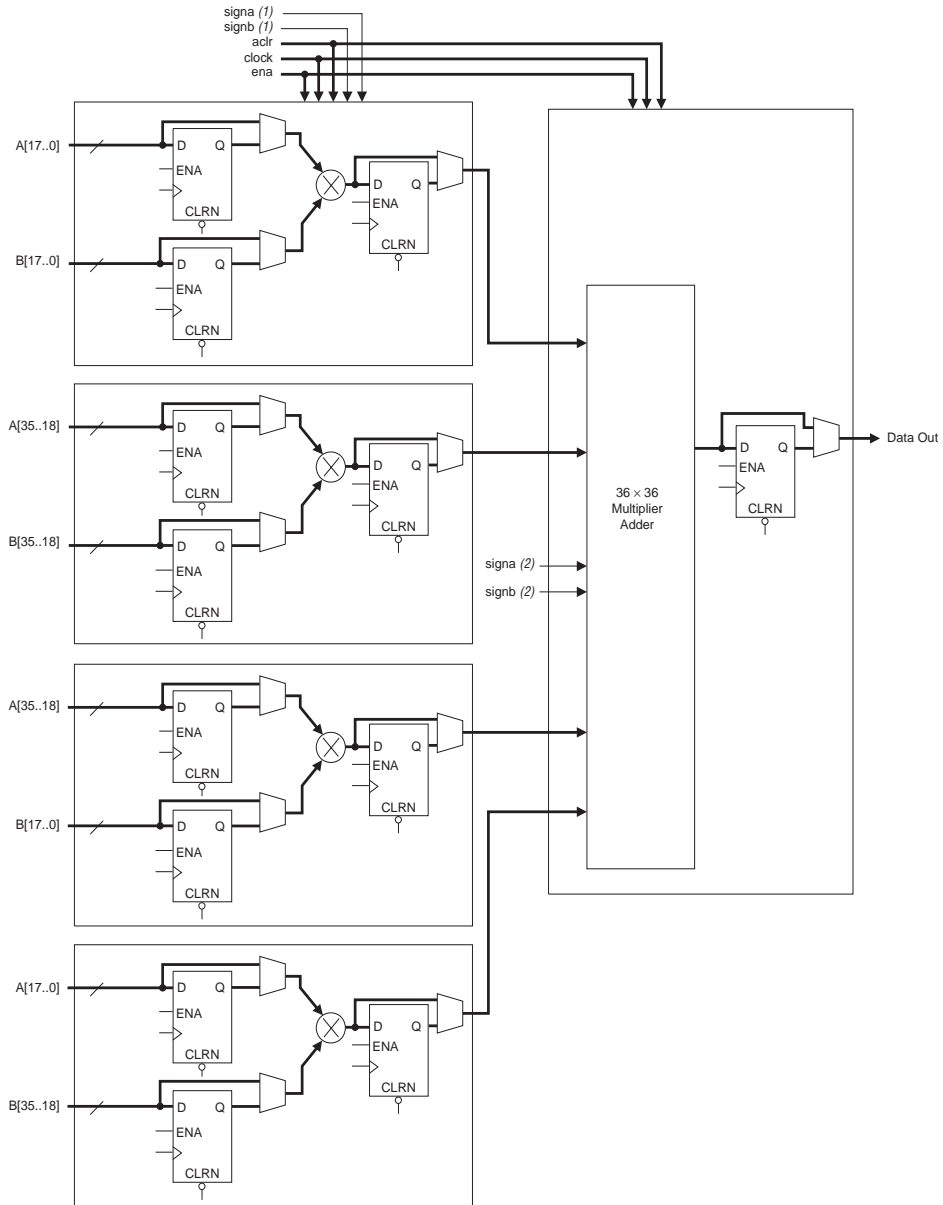 signa (1)
signb (1)
aclr
clock
ena
A[17..0]
D Q
ENA
CLRN
D Q
ENA
CLRN
B[17..0]
D Q
ENA
CLRN
A[35..18]
D Q
ENA
CLRN
D Q
ENA
CLRN
B[35..18]
D Q
ENA
CLRN
A[35..18]
D Q
ENA
CLRN
D Q
ENA
CLRN
B[17..0]
D Q
ENA
CLRN
A[17..0]
D Q
ENA
CLRN
D Q
ENA
CLRN
B[35..18]
D Q
ENA
CLRN
signa (2)
signb (2)
36 × 36
Multiplier
Adder
D Q
ENA
CLRN
Data Out